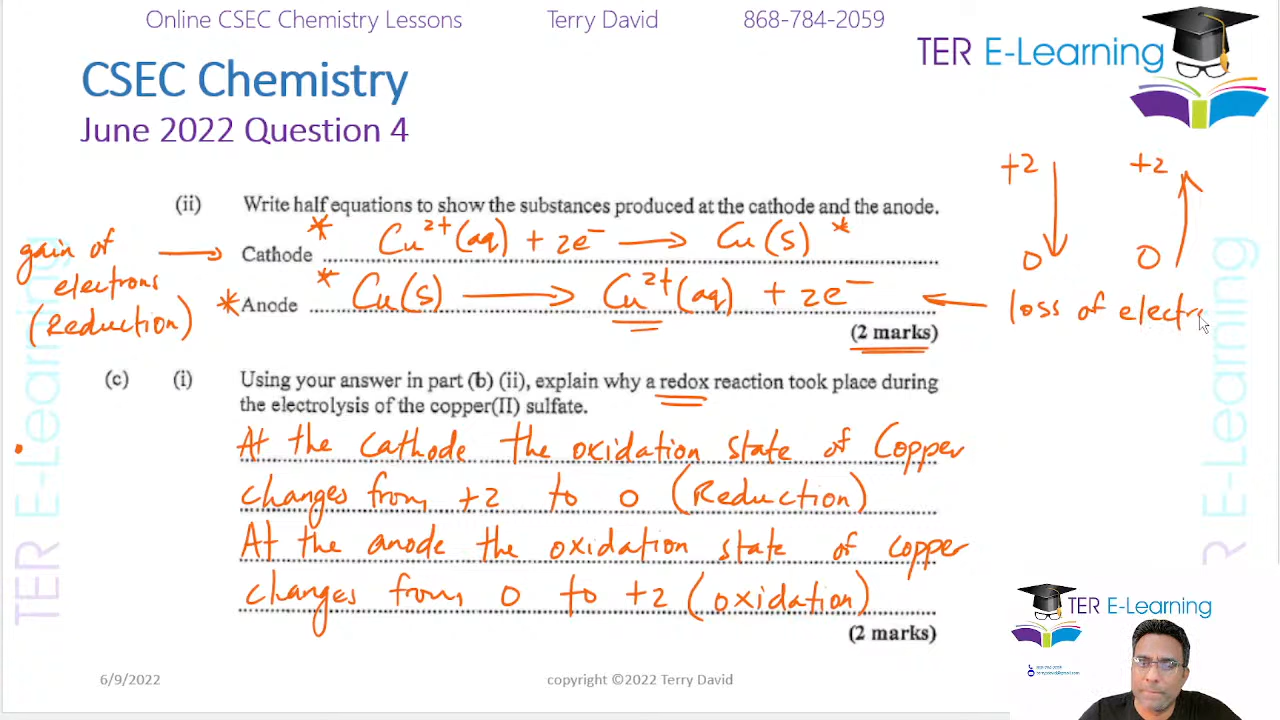 Online CSEC Chemistry Lessons Terry David 868-784-2059
TER E-Learning
CSEC Chemistry
June 2022 Question 4
+2 +2
0 0
(ii) Write half equations to show the substances produced at the cathode and the anode.
gain of electrons (Reduction) →
Cathode * Cu²⁺(aq) + 2e⁻ → Cu(s) *
* Anode * Cu(s) → Cu²⁺(aq) + 2e⁻ ← loss of electr
(2 marks)
(c) (i) Using your answer in part (b) (ii), explain why a redox reaction took place during
the electrolysis of the copper(II) sulfate.
At the cathode the oxidation state of Copper
changes from +2 to 0 (Reduction)
At the anode the oxidation state of copper
changes from 0 to +2 (oxidation)
(2 marks)
TER E-Learning
TER E-Learning
TER E-Learning
6/9/2022 copyright ©2022 Terry David